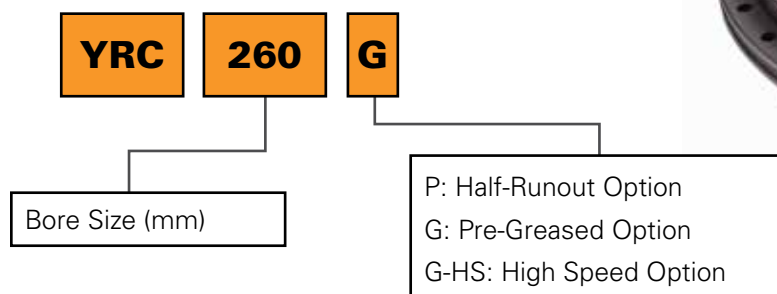 YRC 260 G
Bore Size (mm)
P: Half-Runout Option
G: Pre-Greased Option
G-HS: High Speed Option